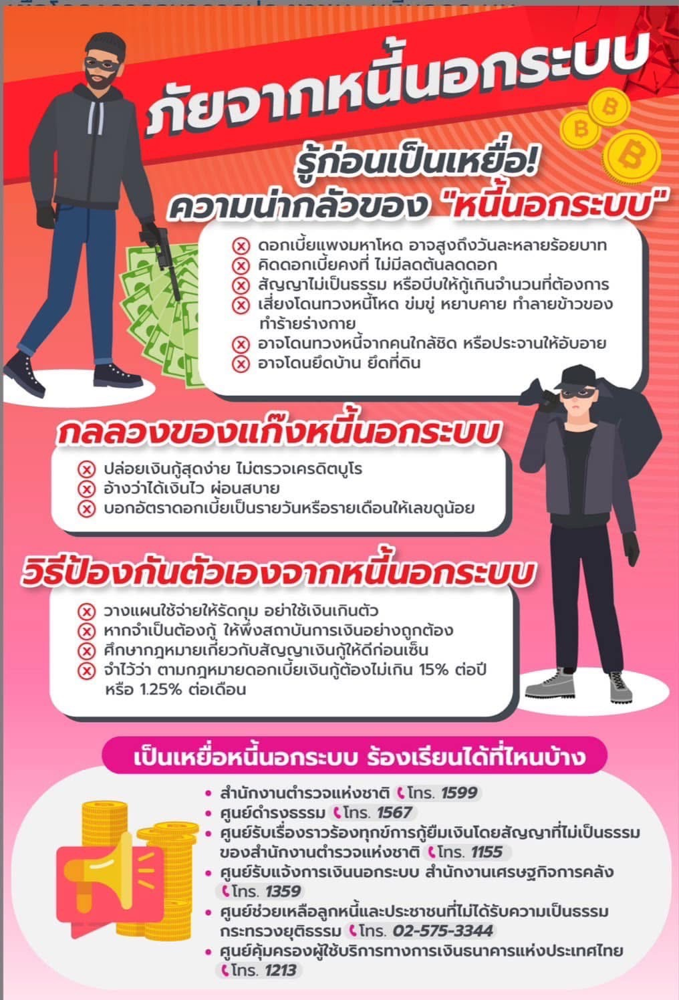 ภัยจากหนี้นอกระบบ
รู้ก่อนเป็นเหยื่อ!
ความน่ากลัวของ "หนี้นอกระบบ"
ดอกเบี้ยแพงมหาโหด อาจสูงถึงวันละหลายร้อยบาท
คิดดอกเบี้ยคงที่ ไม่มีลดต้นลดดอก
สัญญาไม่เป็นธรรม หรือบีบให้กู้เกินจำนวนที่ต้องการ
เสี่ยงโดนทวงหนี้โหด ข่มขู่ หยาบคาย ทำลายข้าวของ
ทำร้ายร่างกาย
อาจโดนทวงหนี้จากคนใกล้ชิด หรือประจานให้อับอาย
อาจโดนยึดบ้าน ยึดที่ดิน
กลลวงของแก๊งหนี้นอกระบบ
ปล่อยเงินกู้สุดง่าย ไม่ตรวจเครดิตบูโร
อ้างว่าได้เงินไว ผ่อนสบาย
บอกอัตราดอกเบี้ยเป็นรายวันหรือรายเดือนให้เลขดูน้อย
วิธีป้องกันตัวเองจากหนี้นอกระบบ
วางแผนใช้จ่ายให้รัดกุม อย่าใช้เงินเกินตัว
หากจำเป็นต้องกู้ ให้พึ่งสถาบันการเงินอย่างถูกต้อง
ศึกษากฎหมายเกี่ยวกับสัญญาเงินกู้ให้ดีก่อนเซ็น
จำไว้ว่า ตามกฎหมายดอกเบี้ยเงินกู้ต้องไม่เกิน 15% ต่อปี
หรือ 1.25% ต่อเดือน
เป็นเหยื่อหนี้นอกระบบ ร้องเรียนได้ที่ไหนบ้าง
• สำนักงานตำรวจแห่งชาติ โทร. 1599
• ศูนย์ดำรงธรรม โทร. 1567
• ศูนย์รับเรื่องราวร้องทุกข์การกู้ยืมเงินโดยสัญญาที่ไม่เป็นธรรม
ของสำนักงานตำรวจแห่งชาติ โทร. 1155
• ศูนย์รับแจ้งการเงินนอกระบบ สำนักงานเศรษฐกิจการคลัง
โทร. 1359
• ศูนย์ช่วยเหลือลูกหนี้และประชาชนที่ไม่ได้รับความเป็นธรรม
กระทรวงยุติธรรม โทร. 02-575-3344
• ศูนย์คุ้มครองผู้ใช้บริการทางการเงินธนาคารแห่งประเทศไทย
โทร. 1213